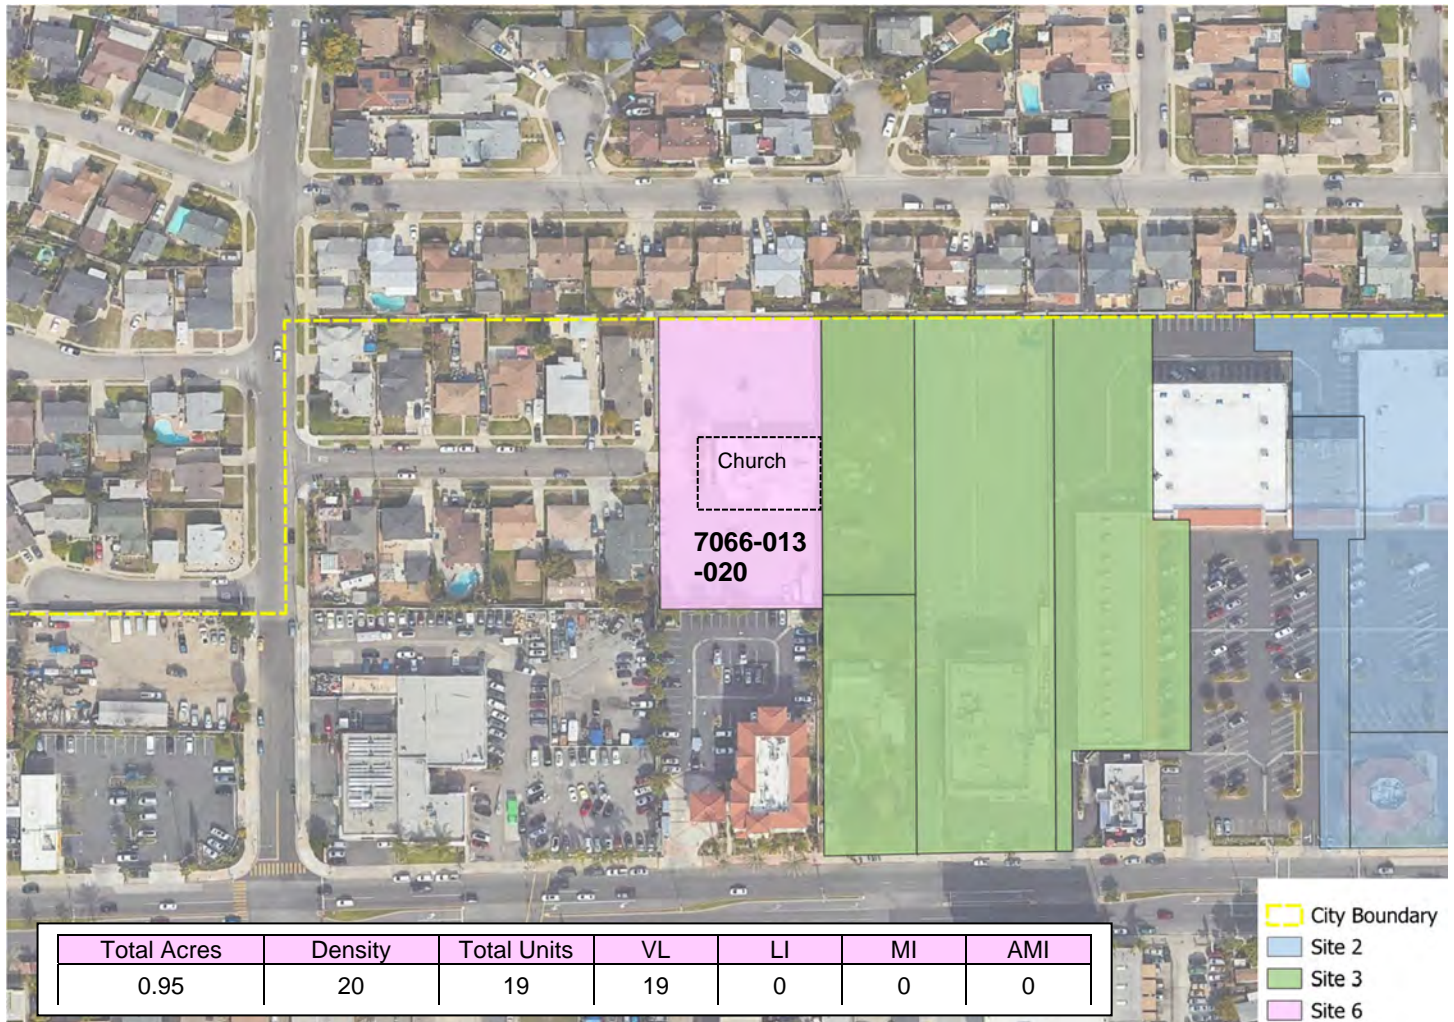 Church
7066-013
-020
Total Acres Density Total Units VL LI MI AMI
0.95 20 19 19 0 0 0
City Boundary
Site 2
Site 3
Site 6